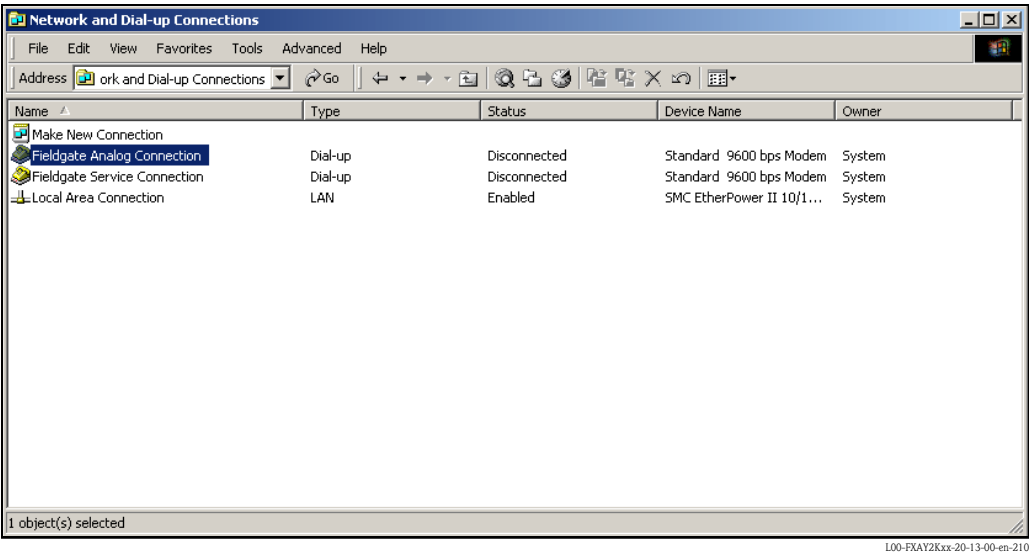 Network and Dial-up Connections
File Edit View Favorites Tools Advanced Help
Address ork and Dial-up Connections Go
Name Type Status Device Name Owner
Make New Connection
Fieldgate Analog Connection Dial-up Disconnected Standard 9600 bps Modem System
Fieldgate Service Connection Dial-up Disconnected Standard 9600 bps Modem System
Local Area Connection LAN Enabled SMC EtherPower II 10/1... System
1 object(s) selected
L00-FXAY2Kxx-20-13-00-en-210